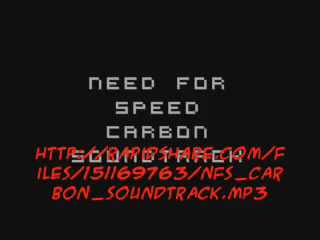 NEED FOR
SPEED
CARBON
SOUNDTRACK
HTTP://RAPIDSHARE.COM/F
ILES/151169763/NFS_CAR
BON_SOUNDTRACK.MP3